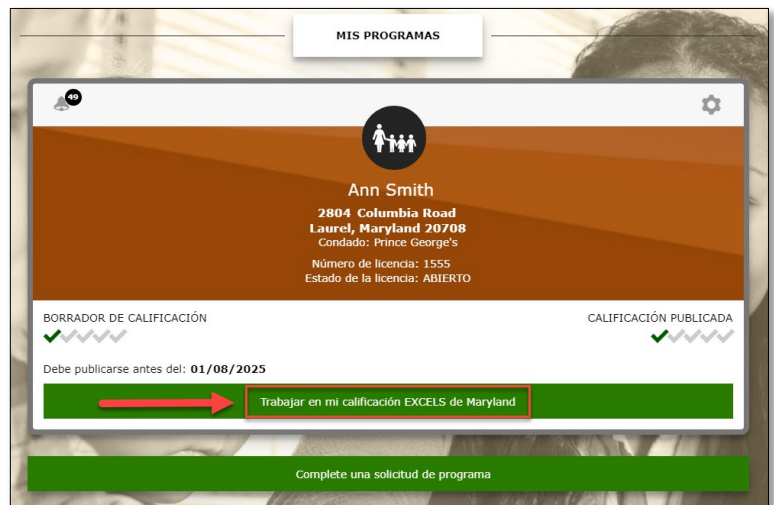 MIS PROGRAMAS
49
Ann Smith
2804 Columbia Road
Laurel, Maryland 20708
Condado: Prince George's
Número de licencia: 1555
Estado de la licencia: ABIERTO
BORRADOR DE CALIFICACIÓN
CALIFICACIÓN PUBLICADA
Debe publicarse antes del: 01/08/2025
Trabajar en mi calificación EXCELS de Maryland
Complete una solicitud de programa